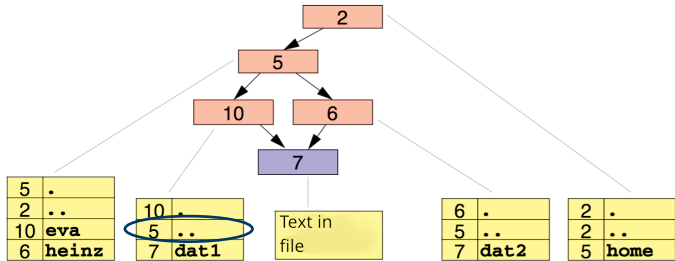 2
5
10 6
7
5 .
2 ..
10 eva
6 heinz
10 .
5 ..
7 dat1
Text in
file
6 .
5 ..
7 dat2
2 .
2 ..
5 home